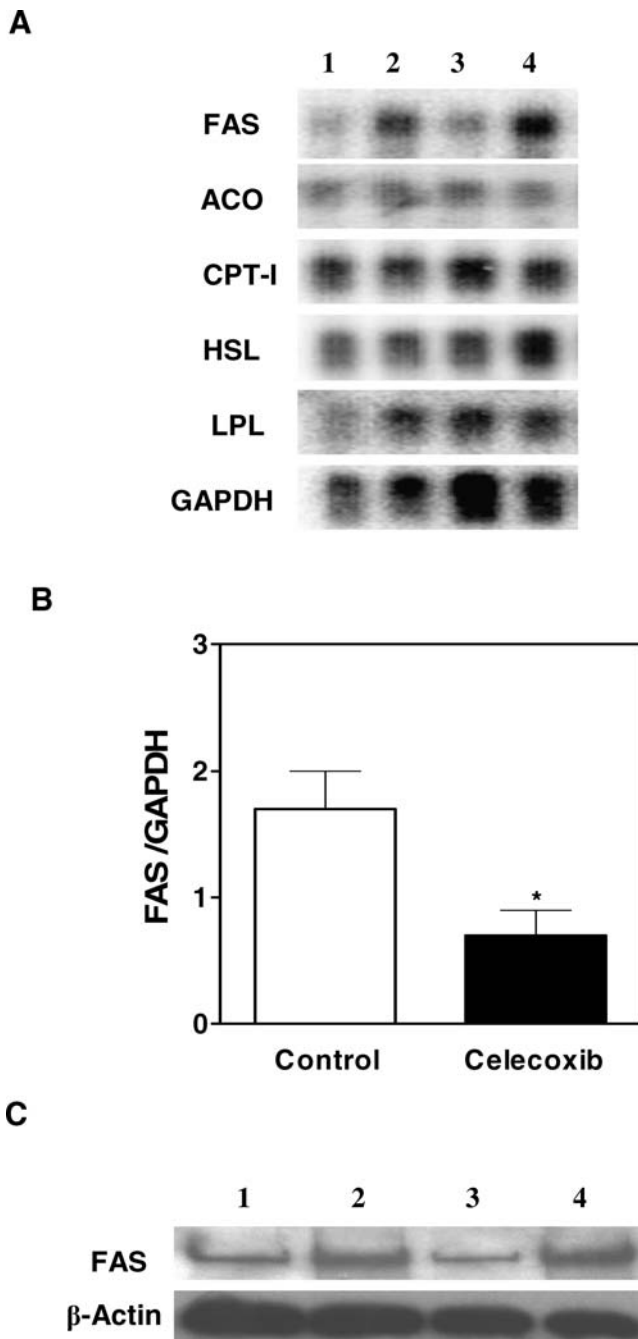 A
1 2 3 4
FAS
ACO
CPT-I
HSL
LPL
GAPDH
B
3
2
1
0
FAS /GAPDH
*
Control Celecoxib
C
1 2 3 4
FAS
β-Actin